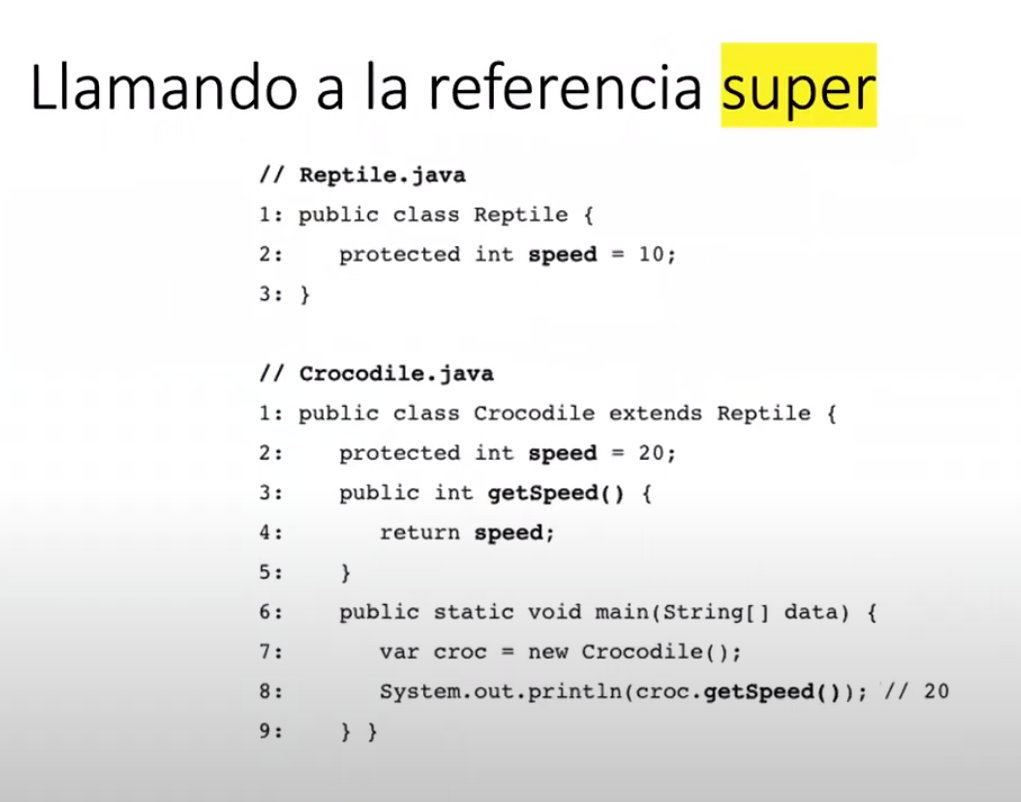 Llamando a la referencia super
// Reptile.java
1: public class Reptile {
2:    protected int speed = 10;
3: }
// Crocodile.java
1: public class Crocodile extends Reptile {
2:    protected int speed = 20;
3:    public int getSpeed() {
4:       return speed;
5:    }
6:    public static void main(String[] data) {
7:       var croc = new Crocodile();
8:       System.out.println(croc.getSpeed()); // 20
9:    } }